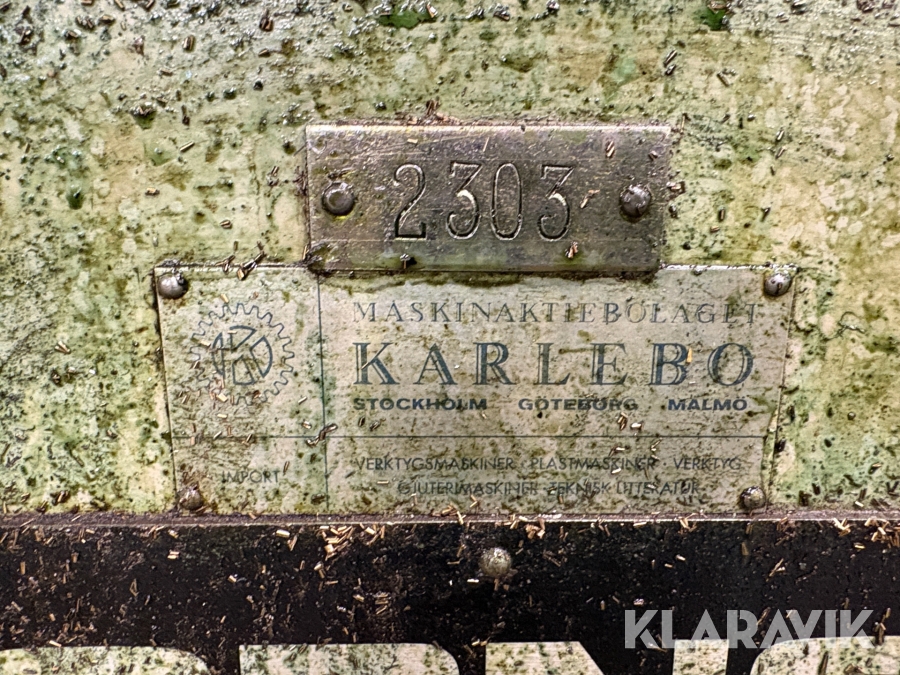 2303
MASKINAKTIEBOLAGET
KARLEBO
STOCKHOLM GÖTEBORG MALMÖ
IMPORT
VERKTYGSMASKINER · PLASTMASKINER · VERKTYG
GJUTERIMASKINER · TEKNISK LITTERATUR
KLARAVIK